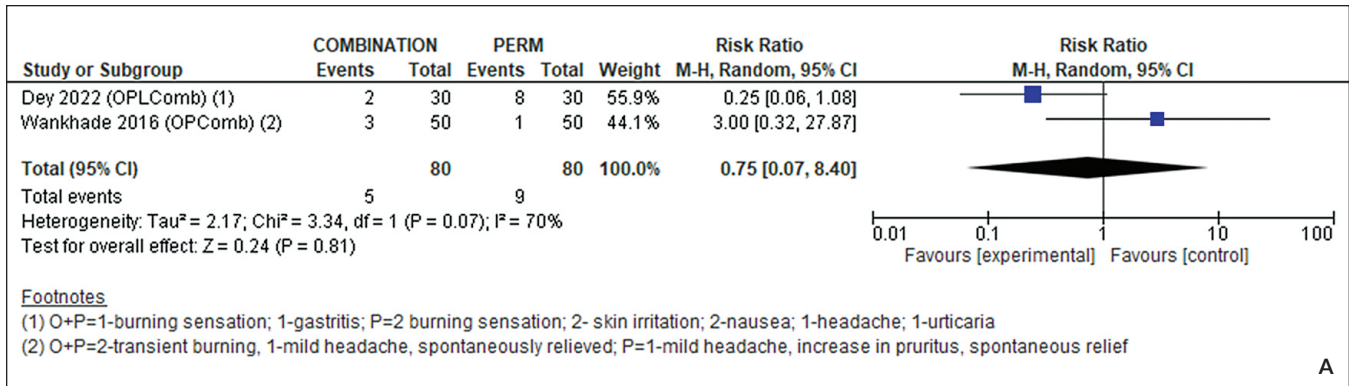 COMBINATION PERM Risk Ratio Risk Ratio
Study or Subgroup Events Total Events Total Weight M-H, Random, 95% CI M-H, Random, 95% CI
Dey 2022 (OPLComb) (1) 2 30 8 30 55.9% 0.25 [0.06, 1.08]
Wankhade 2016 (OPComb) (2) 3 50 1 50 44.1% 3.00 [0.32, 27.87]
Total (95% CI) 80 80 100.0% 0.75 [0.07, 8.40]
Total events 5 9
Heterogeneity: Tau² = 2.17; Chi² = 3.34, df = 1 (P = 0.07); I² = 70%
Test for overall effect: Z = 0.24 (P = 0.81)
0.01 0.1 1 10 100
Favours [experimental] Favours [control]
Footnotes
(1) O+P=1-burning sensation; 1-gastritis; P=2 burning sensation; 2- skin irritation; 2-nausea; 1-headache; 1-urticaria
(2) O+P=2-transient burning, 1-mild headache, spontaneously relieved; P=1-mild headache, increase in pruritus, spontaneous relief
A